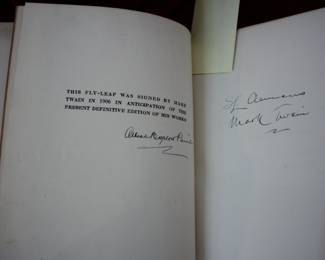 THIS FLY-LEAF WAS SIGNED BY MARK
TWAIN IN 1906 IN ANTICIPATION OF THE
PRESENT DEFINITIVE EDITION OF HIS WORKS
Albert Bigelow Paine
SL Clemens
Mark Twain